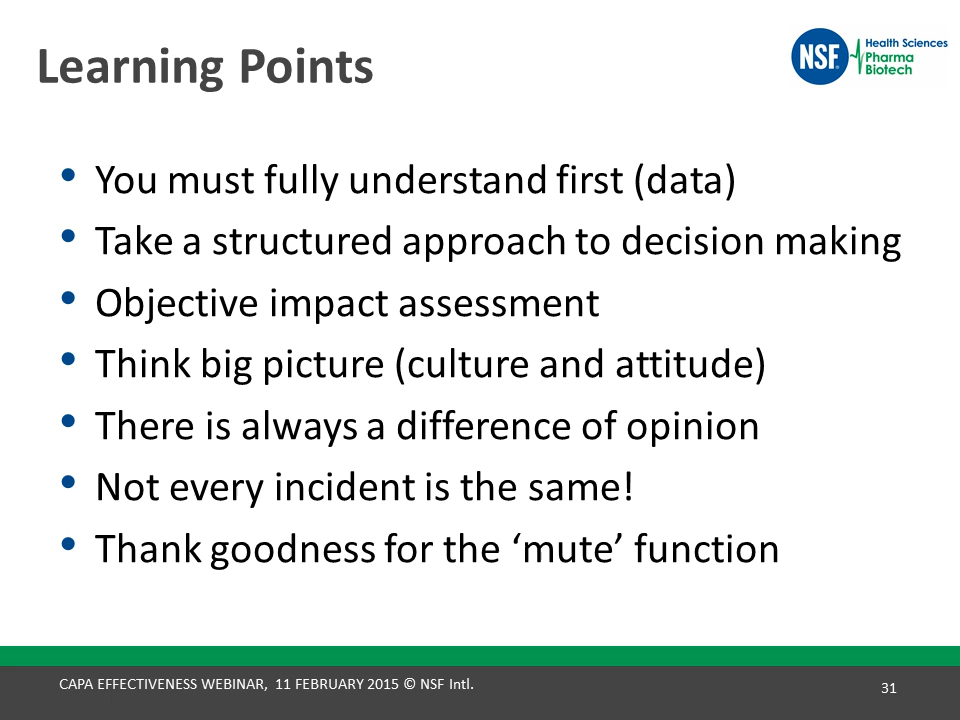 Learning Points
NSF
Health Sciences
Pharma
Biotech
• You must fully understand first (data)
• Take a structured approach to decision making
• Objective impact assessment
• Think big picture (culture and attitude)
• There is always a difference of opinion
• Not every incident is the same!
• Thank goodness for the ‘mute’ function
CAPA EFFECTIVENESS WEBINAR, 11 FEBRUARY 2015 © NSF Intl.
31